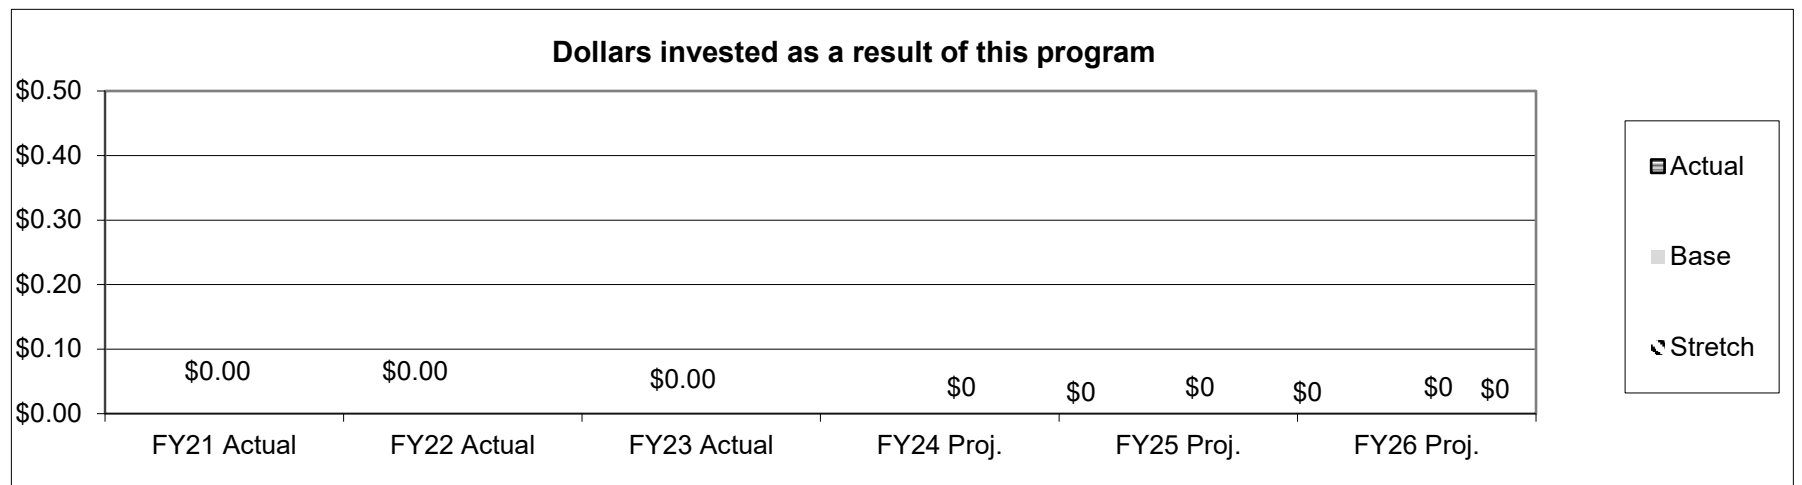 Dollars invested as a result of this program
$0.50
$0.40
$0.30
$0.20
$0.10
$0.00
$0.00 $0.00 $0.00 $0 $0 $0 $0 $0 $0
FY21 Actual FY22 Actual FY23 Actual FY24 Proj. FY25 Proj. FY26 Proj.
Actual
Base
Stretch